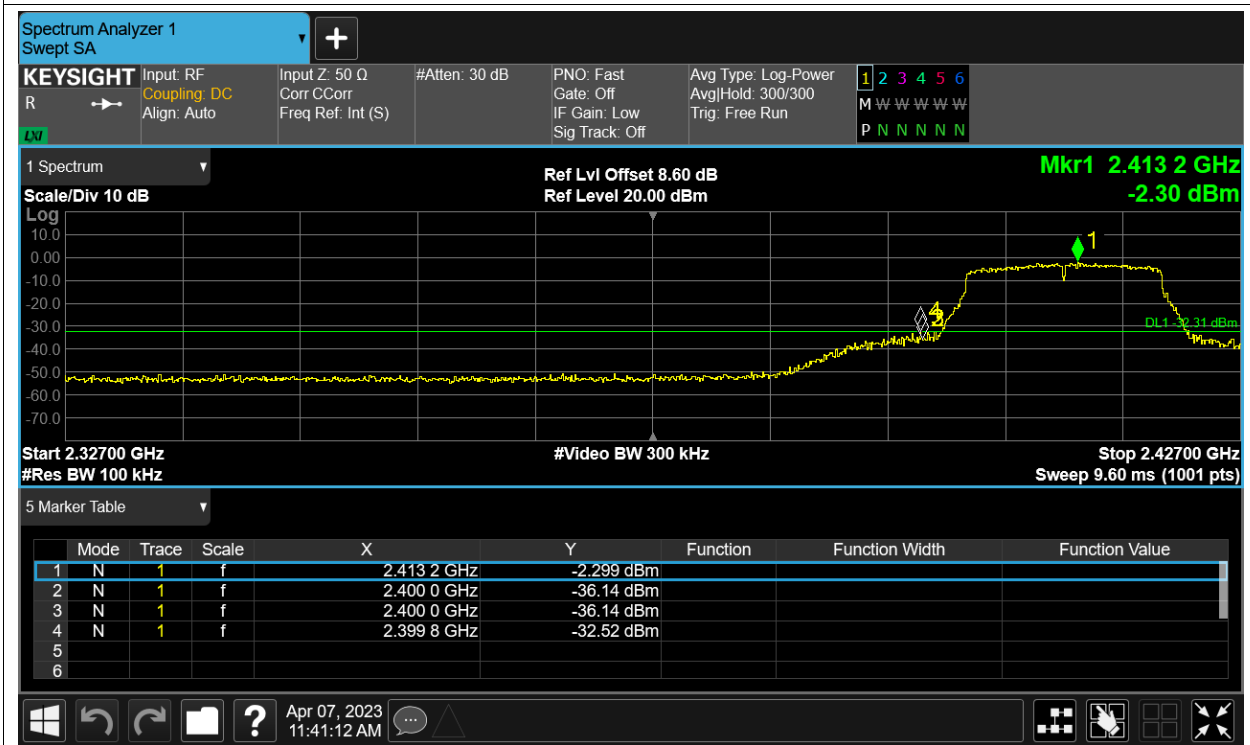 Spectrum Analyzer 1
Swept SA
+
KEYSIGHT Input: RF Input Z: 50 Ω #Atten: 30 dB PNO: Fast Avg Type: Log-Power 1 2 3 4 5 6
R Coupling: DC Corr CCorr Gate: Off Avg|Hold: 300/300 M W W W W W
Align: Auto Freq Ref: Int (S) IF Gain: Low Trig: Free Run
LXI Sig Track: Off P N N N N N
1 Spectrum Ref Lvl Offset 8.60 dB Mkr1 2.413 2 GHz
Scale/Div 10 dB Ref Level 20.00 dBm -2.30 dBm
Log
10.0
1
0.00
-10.0
-20.0
-30.0
DL1 -32.31 dBm
-40.0
-50.0
-60.0
-70.0
Start 2.32700 GHz #Video BW 300 kHz Stop 2.42700 GHz
#Res BW 100 kHz Sweep 9.60 ms (1001 pts)
5 Marker Table
Mode Trace Scale X Y Function Function Width Function Value
1 N 1 f 2.413 2 GHz -2.299 dBm
2 N 1 f 2.400 0 GHz -36.14 dBm
3 N 1 f 2.400 0 GHz -36.14 dBm
4 N 1 f 2.399 8 GHz -32.52 dBm
5
6
? Apr 07, 2023
11:41:12 AM